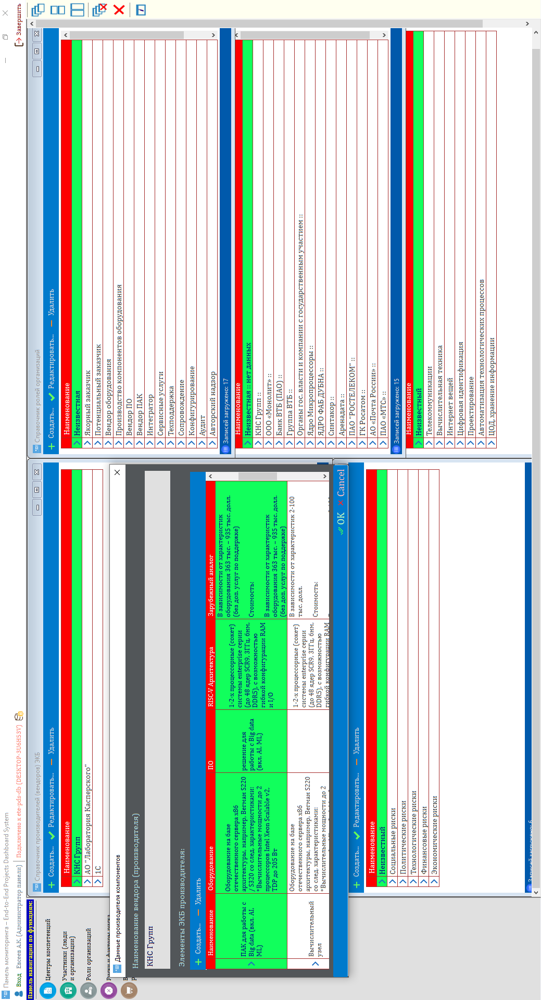 Панель мониторинга – End-to-End Projects Dashboard System
Вход Евсеев А.К. (Администратор панели) Подключено к ete-pds-db (DESKTOP-3U6H53V) Завершить
Панель навигации по функциям:
Центры компетенций
Участники (люди
и организации)
Роли организаций
Справочник производителей (вендоров) ЭКБ
Создать... Редактировать... Удалить
Наименование
КНС Групп
АО "Лаборатория Касперского"
1С
Справочник ролей организаций
Создать... Редактировать... Удалить
Наименование
Неизвестная
Якорный заказчик
Потенциальный заказчик
Вендор оборудования
Производство компонентов оборудования
Вендор ПО
Вендор ПАК
Интегратор
Сервисные услуги
Техподдержка
Сопровождение
Конфигурирование
Аудит
Авторский надзор
Записей загружено: 17
Наименование
Неизвестная :: нет данных
КНС Групп ::
ООО «Монолит» ::
Банк ВТБ (ПАО) ::
Группа ВТБ ::
Органы гос. власти и компании с государственным участием ::
Ядро Микропроцессоры ::
ЯДРО ФАБ ДУБНА ::
Синтакор ::
Аренадата ::
ПАО "РОСТЕЛЕКОМ" ::
ГК Росатом ::
АО «Почта России» ::
ПАО «МТС» ::
Записей загружено: 15
Наименование
Неизвестный
Телекоммуникации
Вычислительная техника
Интернет вещей
Цифровая идентификация
Проектирование
Автоматизация технологических процессов
ЦОД, хранение информации
Данные производителя компонентов
Наименование вендора (производителя)
КНС Групп
Элементы ЭКБ производителя:
Создать... Удалить
Наименование Оборудование ПО RISC-V Архитектура Зарубежный аналог
ПАК для работы с
Big data (вкл. AI,
ML)
Оборудование на базе
отечественного сервера x86
архитектуры, например, Вегман S220
/ S320 со след. характеристиками:
*Вычислительные мощности до 2
процессоров Intel Xeon Scalable v2,
TDP до 205 Вт
решение для
работы с Big data
(вкл. AI, ML)
1-2-х процессорные (сокет)
системы enterprise серии
(до 48 ядер SCR9, 3ГГц, 6нм,
DDR5), с возможностью
гибкой конфигурации RAM
и I/O
В зависимости от характеристик
оборудования 363 тыс. – 935 тыс. долл.
(без доп. услуг по поддержке)
Стоимость:
В зависимости от характеристик
оборудования 363 тыс. – 935 тыс. долл.
(без доп. услуг по поддержке)
Вычислительный
узел
Оборудование на базе
отечественного сервера x86
архитектуры, например, Вегман S220
со след. характеристиками:
*Вычислительные мощности до 2
1-2-х процессорные (сокет)
системы enterprise серии
(до 48 ядер SCR9, 3ГГц, 6нм,
DDR5), с возможностью
гибкой конфигурации RAM
В зависимости от характеристик 2-100
тыс. долл.
Стоимость:
OK Cancel
Создать... Редактировать... Удалить
Наименование
Неизвестный
Социальные риски
Политические риски
Технологические риски
Финансовые риски
Экономические риски
Записей загружено: 6